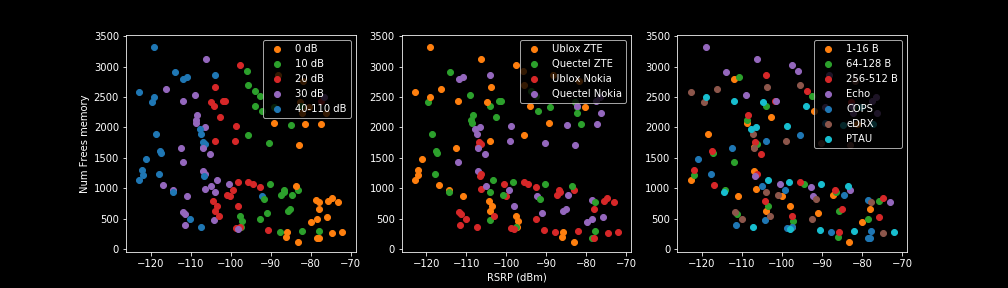 Num Frees memory
3500
3000
2500
2000
1500
1000
500
0
−120
−110
−100
−90
−80
−70
0 dB
10 dB
20 dB
30 dB
40-110 dB
3500
3000
2500
2000
1500
1000
500
0
−120
−110
−100
−90
−80
−70
RSRP (dBm)
Ublox ZTE
Quectel ZTE
Ublox Nokia
Quectel Nokia
3500
3000
2500
2000
1500
1000
500
0
−120
−110
−100
−90
−80
−70
1-16 B
64-128 B
256-512 B
Echo
COPS
eDRX
PTAU